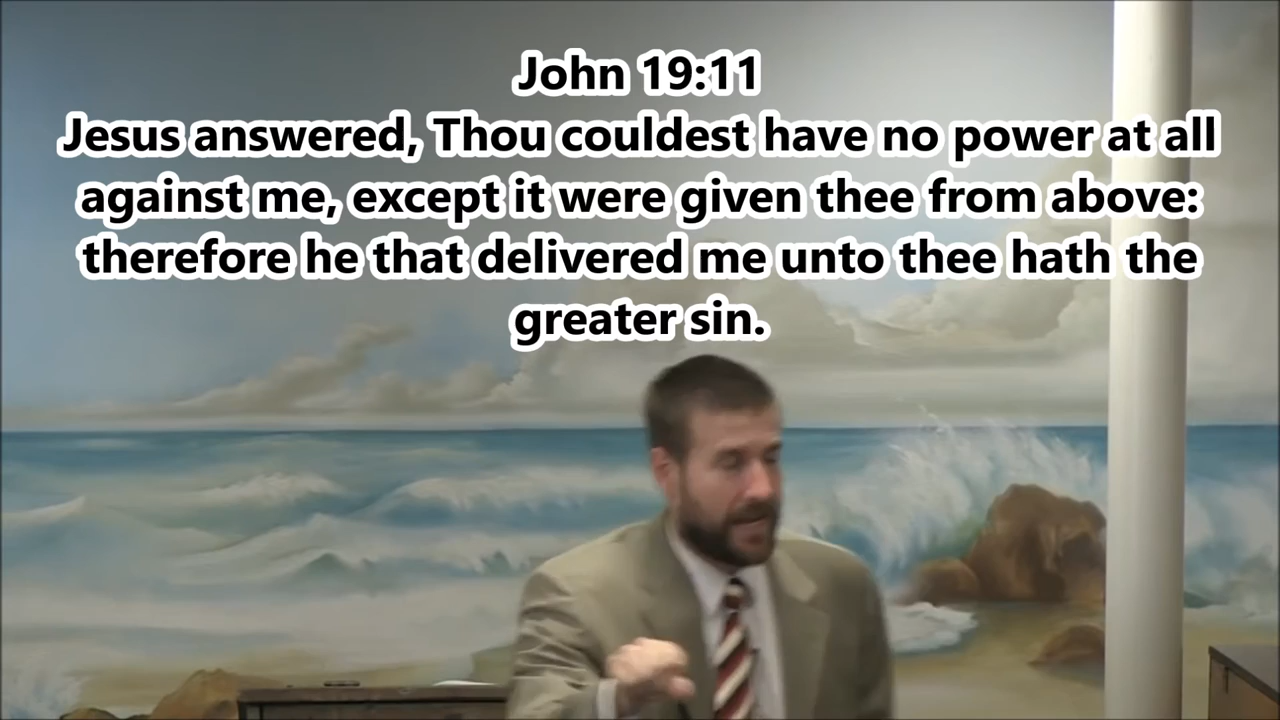 John 19:11
Jesus answered, Thou couldest have no power at all
against me, except it were given thee from above:
therefore he that delivered me unto thee hath the
greater sin.